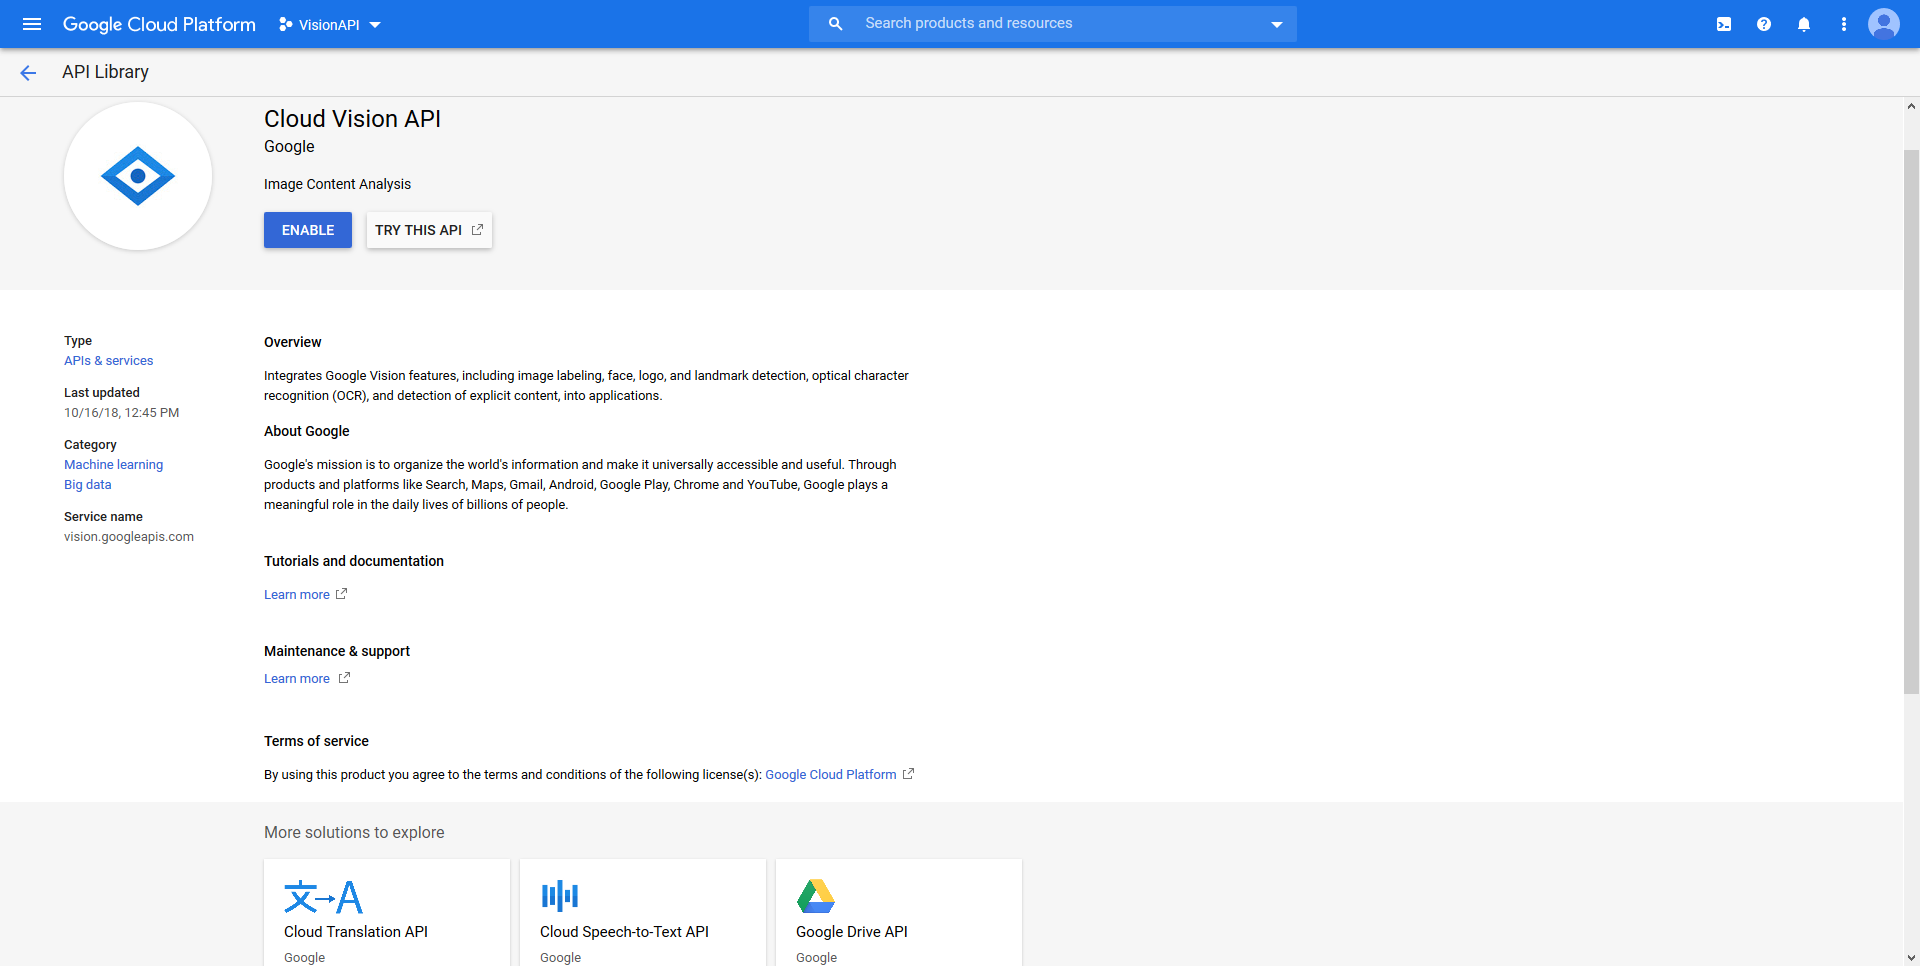 Google Cloud Platform
VisionAPI
Search products and resources
API Library
Cloud Vision API
Google
Image Content Analysis
ENABLE
TRY THIS API
Type
APIs & services
Last updated
10/16/18, 12:45 PM
Category
Machine learning
Big data
Service name
vision.googleapis.com
Overview
Integrates Google Vision features, including image labeling, face, logo, and landmark detection, optical character
recognition (OCR), and detection of explicit content, into applications.
About Google
Google's mission is to organize the world's information and make it universally accessible and useful. Through
products and platforms like Search, Maps, Gmail, Android, Google Play, Chrome and YouTube, Google plays a
meaningful role in the daily lives of billions of people.
Tutorials and documentation
Learn more
Maintenance & support
Learn more
Terms of service
By using this product you agree to the terms and conditions of the following license(s): Google Cloud Platform
More solutions to explore
文→A
Cloud Translation API
Google
Cloud Speech-to-Text API
Google
Google Drive API
Google